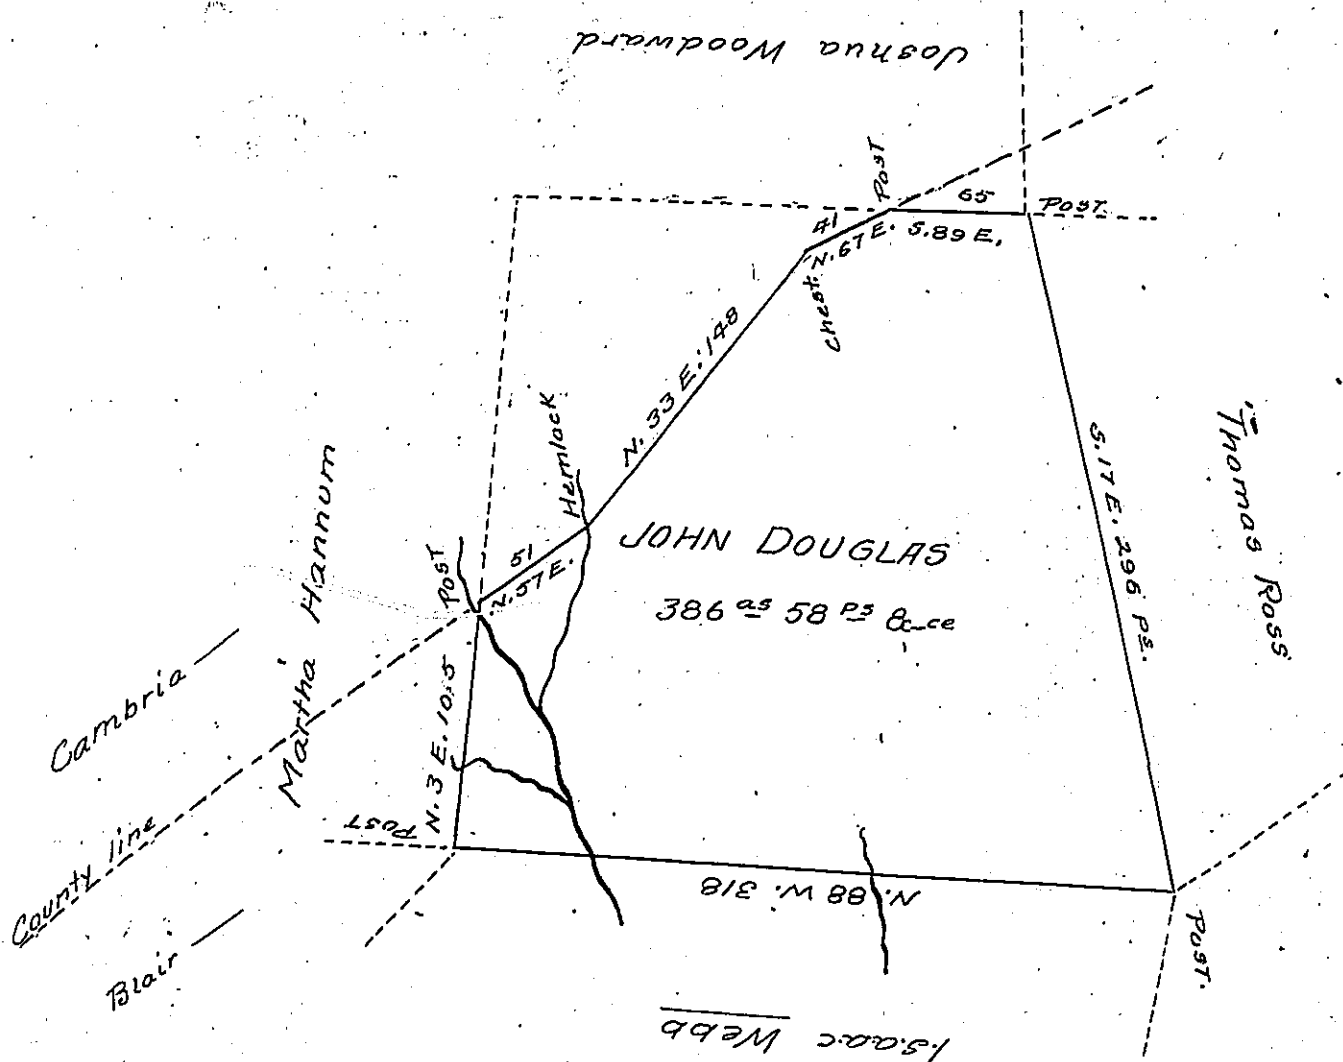 Joshua Woodward
Post
65
Post.
41
N. 67 E.
S. 89 E.
Chest.
N. 33 E. 148
Hemlock
Thomas Ross
S. 17 E. 296 Ps.
Martha Hannum
Post
51
N. 57 E.
JOHN DOUGLAS
386 as 58 Ps &-ce
Cambria
N. 3 E. 10.5
County line
Post
N. 88 W. 318
Blair
Post.
Isaac Webb